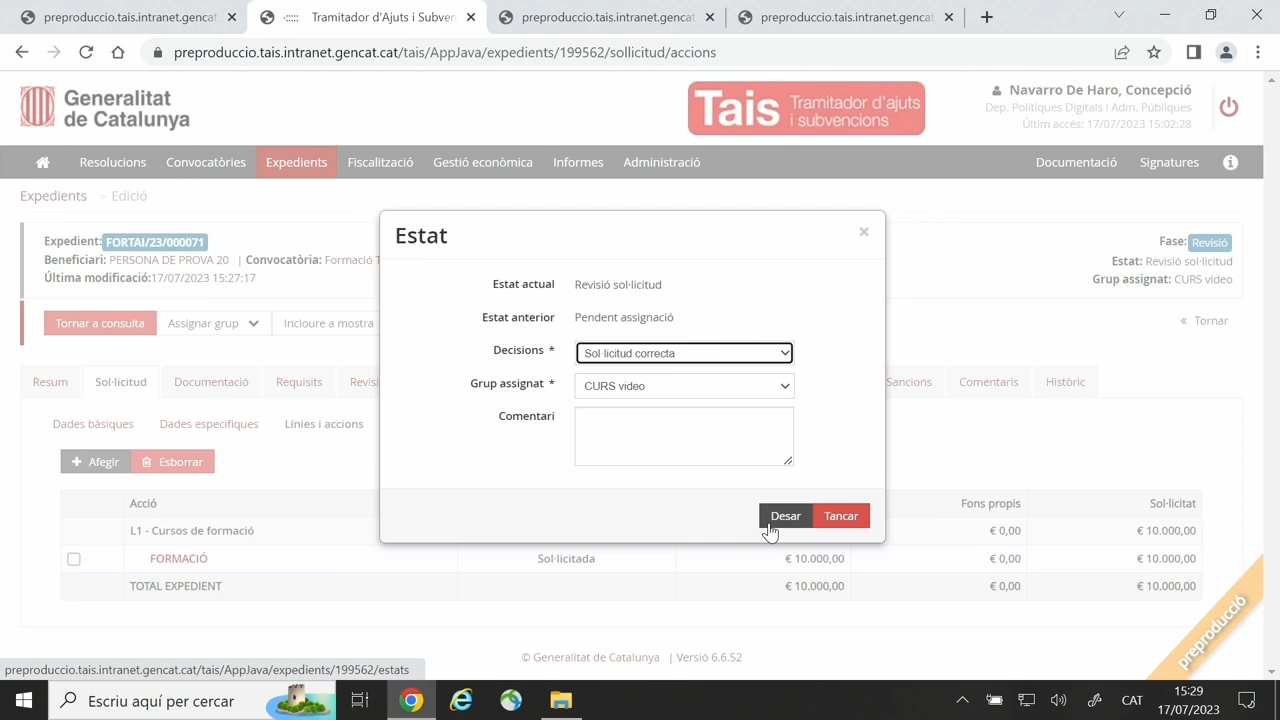 preproduccio.tais.intranet.gencat
Tramitador d'Ajuts i Subven
preproduccio.tais.intranet.gencat
preproduccio.tais.intranet.gencat
preproduccio.tais.intranet.gencat.cat/tais/AppJava/expedients/199562/sollicitud/accions
Generalitat
de Catalunya
Tais Tramitador d'ajuts
i subvencions
Navarro De Haro, Concepció
Dep. Polítiques Digitals i Adm. Públiques
Últim accés: 17/07/2023 15:02:28
Resolucions Convocatòries Expedients Fiscalització Gestió econòmica Informes Administració Documentació Signatures
Expedients > Edició
Expedient: FORTAI/23/000071
Beneficiari: PERSONA DE PROVA 20 | Convocatòria: Formació T
Última modificació:17/07/2023 15:27:17
Fase: Revisió
Estat: Revisió sol·licitud
Grup assignat: CURS video
Tornar a consulta Assignar grup Incloure a mostra « Tornar
Resum Sol·licitud Documentació Requisits Revisi Sancions Comentaris Històric
Dades bàsiques Dades específiques Línies i accions
+ Afegir Esborrar
Estat ×
Estat actual Revisió sol·licitud
Estat anterior Pendent assignació
Decisions * Sol·licitud correcta
Grup assignat * CURS video
Comentari
Desar Tancar
Acció Fons propis Sol·licitat
L1 - Cursos de formació € 0,00 € 10.000,00
FORMACIÓ Sol·licitada € 10.000,00 € 0,00 € 10.000,00
TOTAL EXPEDIENT € 10.000,00 € 0,00 € 10.000,00
preproducció
© Generalitat de Catalunya | Versió 6.6.52
preproduccio.tais.intranet.gencat.cat/tais/AppJava/expedients/199562/estats
Escriu aquí per cercar
CAT
15:29
17/07/2023